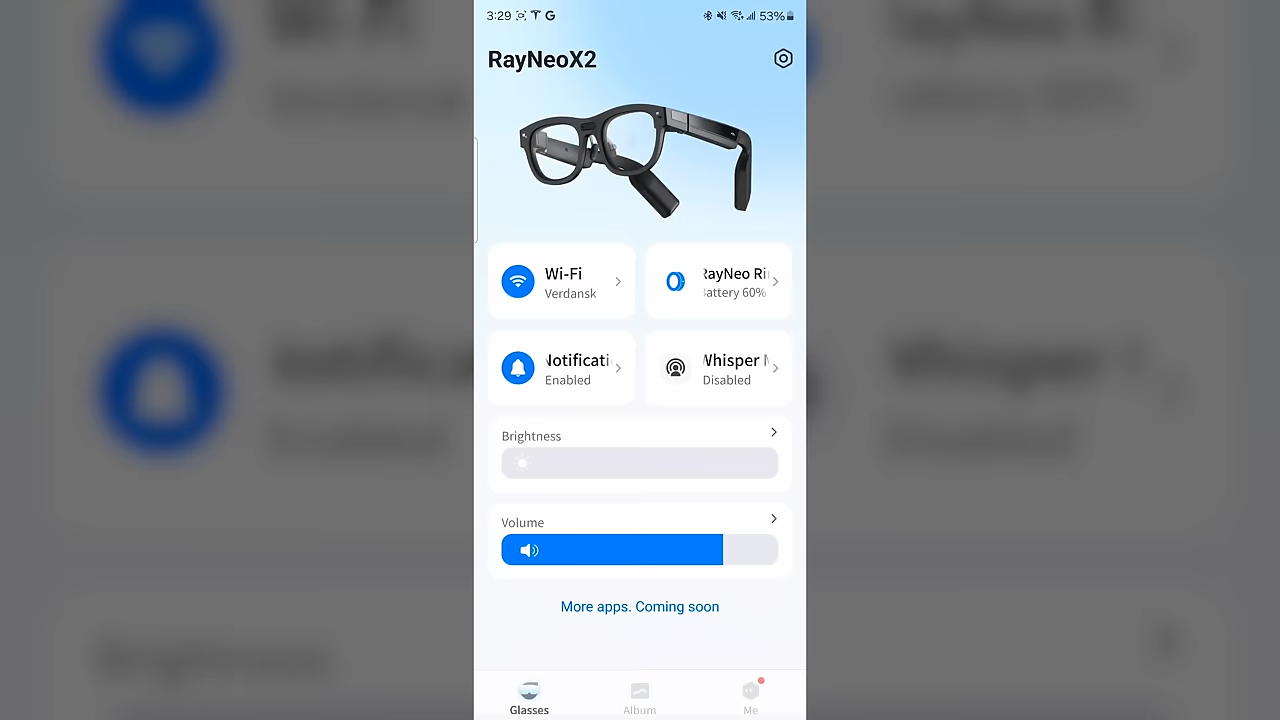 3:29 G 53%
RayNeoX2
Wi-Fi
Verdansk
RayNeo Ri
Battery 60%
Notificati
Enabled
Whisper M
Disabled
Brightness
Volume
More apps. Coming soon
Glasses
Album
Me